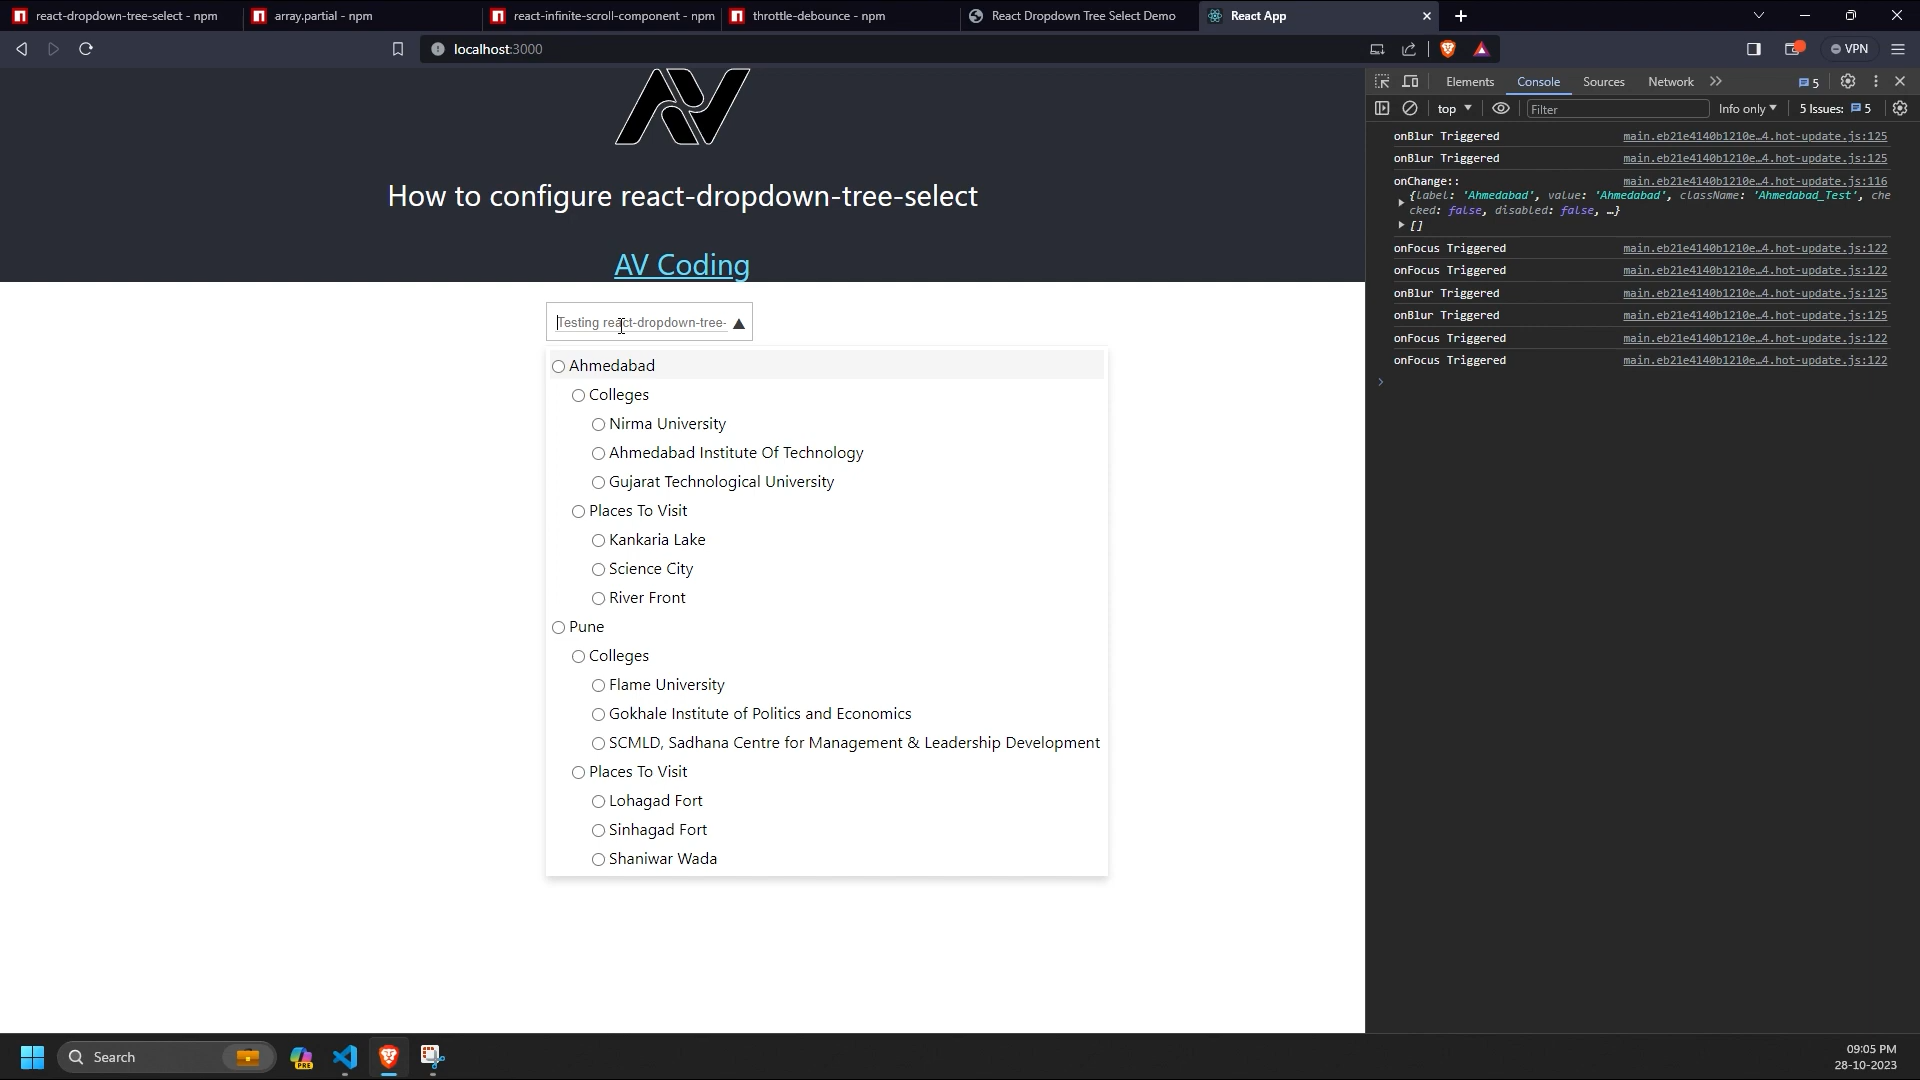 react-dropdown-tree-select - npm
array.partial - npm
react-infinite-scroll-component - npm
throttle-debounce - npm
React Dropdown Tree Select Demo
React App
localhost:3000
VPN
Elements Console Sources Network 5
top Filter Info only 5 Issues: 5
How to configure react-dropdown-tree-select
AV Coding
Testing react-dropdown-tree-
Ahmedabad
Colleges
Nirma University
Ahmedabad Institute Of Technology
Gujarat Technological University
Places To Visit
Kankaria Lake
Science City
River Front
Pune
Colleges
Flame University
Gokhale Institute of Politics and Economics
SCMLD, Sadhana Centre for Management & Leadership Development
Places To Visit
Lohagad Fort
Sinhagad Fort
Shaniwar Wada
onBlur Triggered main.eb21e4140b1210e…4.hot-update.js:125
onBlur Triggered main.eb21e4140b1210e…4.hot-update.js:125
onChange:: main.eb21e4140b1210e…4.hot-update.js:116
{label: 'Ahmedabad', value: 'Ahmedabad', className: 'Ahmedabad_Test', che
cked: false, disabled: false, …}
[]
onFocus Triggered main.eb21e4140b1210e…4.hot-update.js:122
onFocus Triggered main.eb21e4140b1210e…4.hot-update.js:122
onBlur Triggered main.eb21e4140b1210e…4.hot-update.js:125
onBlur Triggered main.eb21e4140b1210e…4.hot-update.js:125
onFocus Triggered main.eb21e4140b1210e…4.hot-update.js:122
onFocus Triggered main.eb21e4140b1210e…4.hot-update.js:122
Search
PRE
09:05 PM
28-10-2023